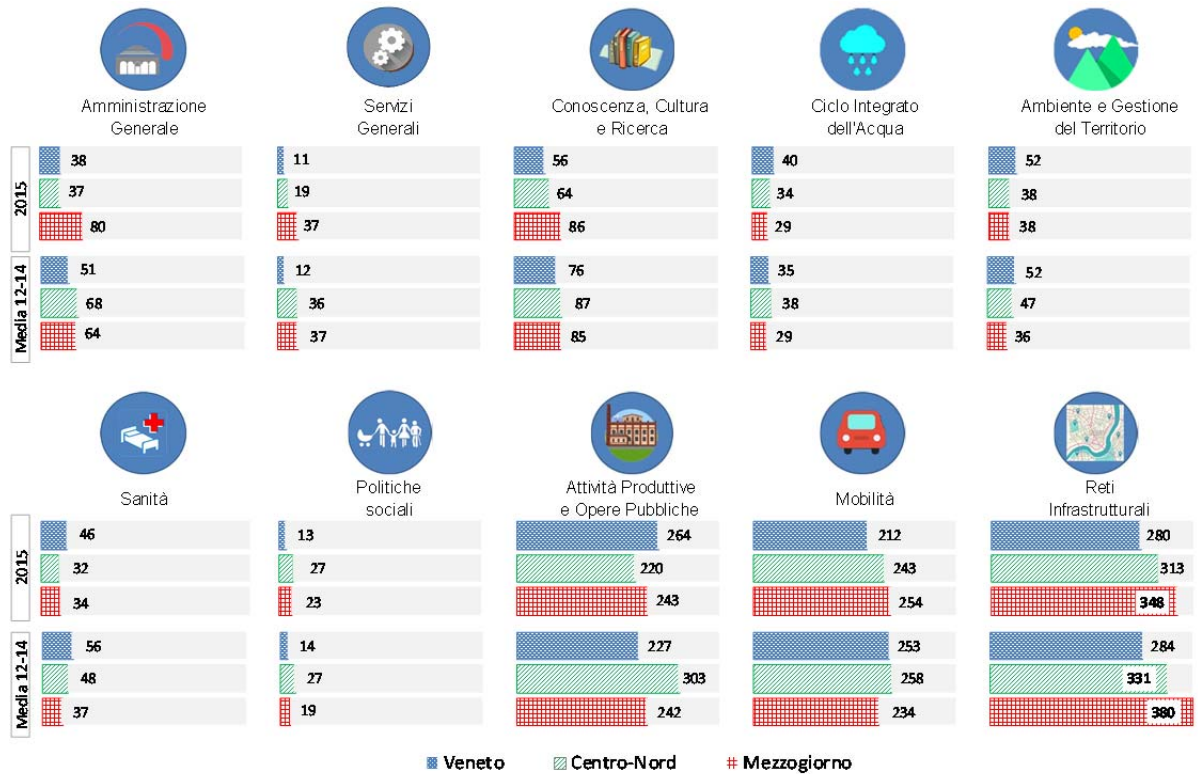 Amministrazione
Generale
Servizi
Generali
Conoscenza, Cultura
e Ricerca
Ciclo Integrato
dell'Acqua
Ambiente e Gestione
del Territorio
2015
38
37
80
11
19
37
56
64
86
40
34
29
52
38
38
Media 12-14
51
68
64
12
36
37
76
87
85
35
38
29
52
47
36
Sanità
Politiche
sociali
Attività Produttive
e Opere Pubbliche
Mobilità
Reti
Infrastrutturali
2015
46
32
34
13
27
23
264
220
243
212
243
254
280
313
348
Media 12-14
56
48
37
14
27
19
227
303
242
253
258
234
284
331
380
Veneto
Centro-Nord
Mezzogiorno